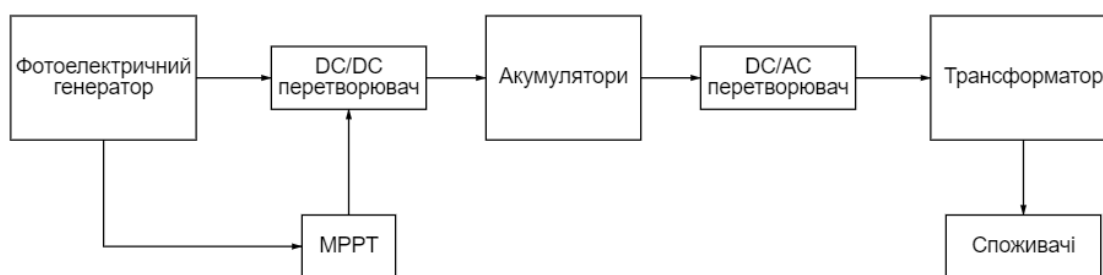 Фотоелектричний
генератор
DC/DC
перетворювач
Акумулятори
DC/AC
перетворювач
Трансформатор
MPPT
Споживачі